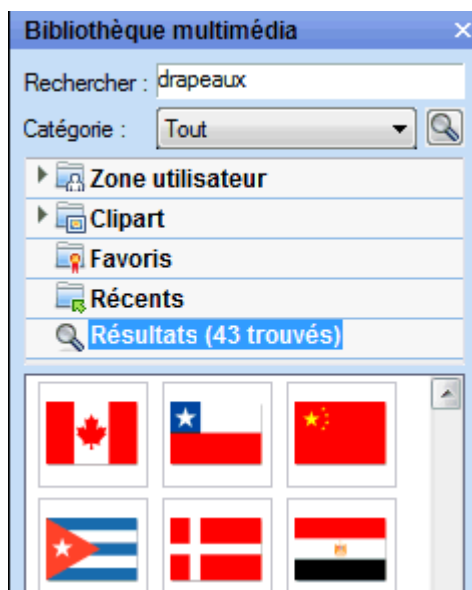 Bibliothèque multimédia
Rechercher : drapeaux
Catégorie : Tout
Zone utilisateur
Clipart
Favoris
Récents
Résultats (43 trouvés)